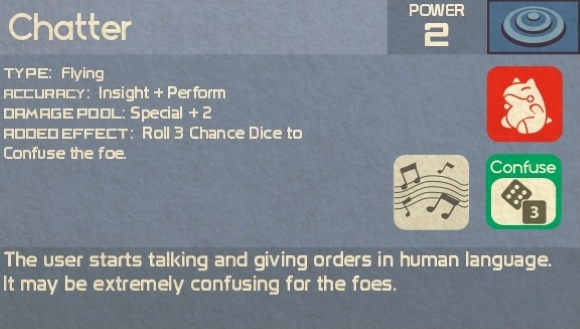 Chatter
POWER
2
TYPE: Flying
ACCURACY: Insight + Perform
DAMAGE POOL: Special + 2
ADDED EFFECT: Roll 3 Chance Dice to
Confuse the foe.
Confuse
3
The user starts talking and giving orders in human language.
It may be extremely confusing for the foes.